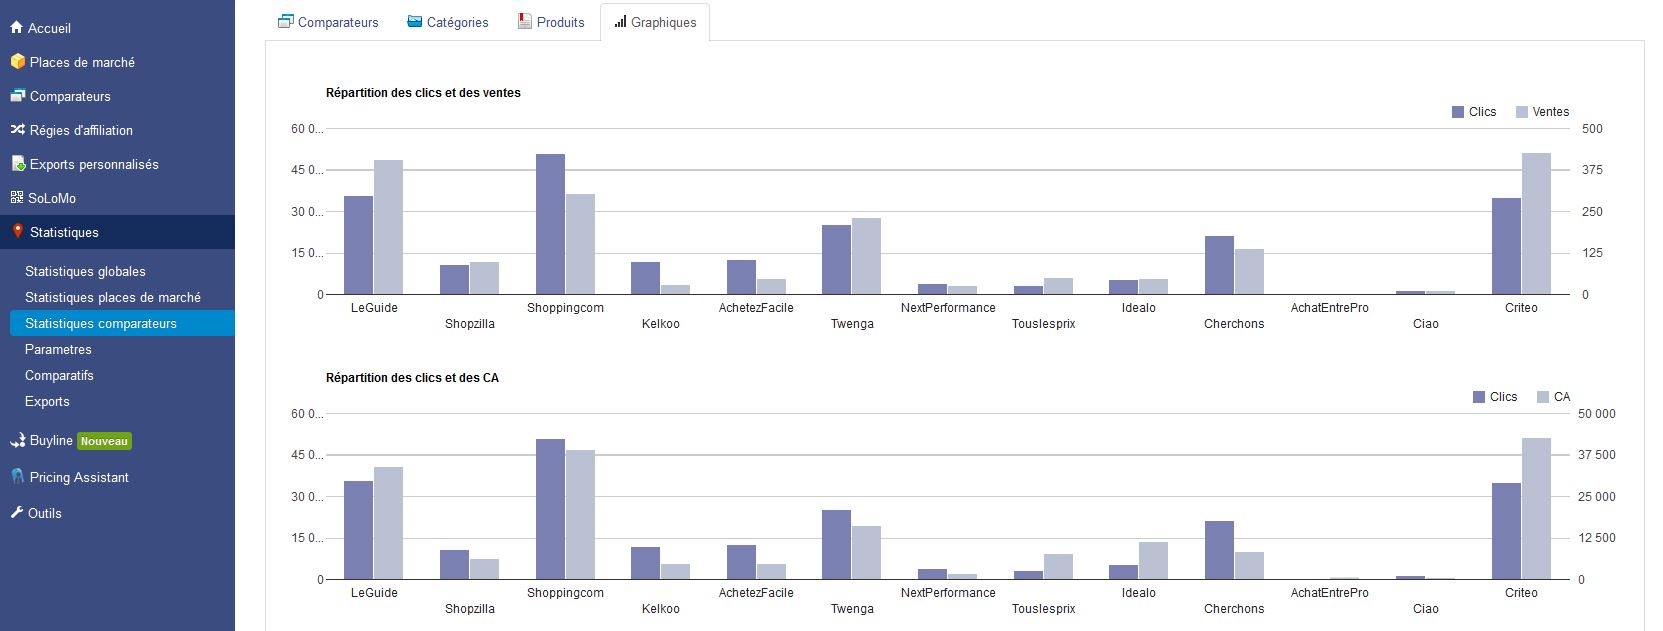 Accueil
Places de marché
Comparateurs
Régies d'affiliation
Exports personnalisés
SoLoMo
Statistiques
Statistiques globales
Statistiques places de marché
Statistiques comparateurs
Parametres
Comparatifs
Exports
Buyline Nouveau
Pricing Assistant
Outils
Comparateurs Catégories Produits Graphiques
Répartition des clics et des ventes
Clics Ventes
60 0... 500
45 0... 375
30 0... 250
15 0... 125
0 0
LeGuide Shoppingcom AchetezFacile NextPerformance Idealo AchatEntrePro Criteo
Shopzilla Kelkoo Twenga Touslesprix Cherchons Ciao
Répartition des clics et des CA
Clics CA
60 0... 50 000
45 0... 37 500
30 0... 25 000
15 0... 12 500
0 0
LeGuide Shoppingcom AchetezFacile NextPerformance Idealo AchatEntrePro Criteo
Shopzilla Kelkoo Twenga Touslesprix Cherchons Ciao